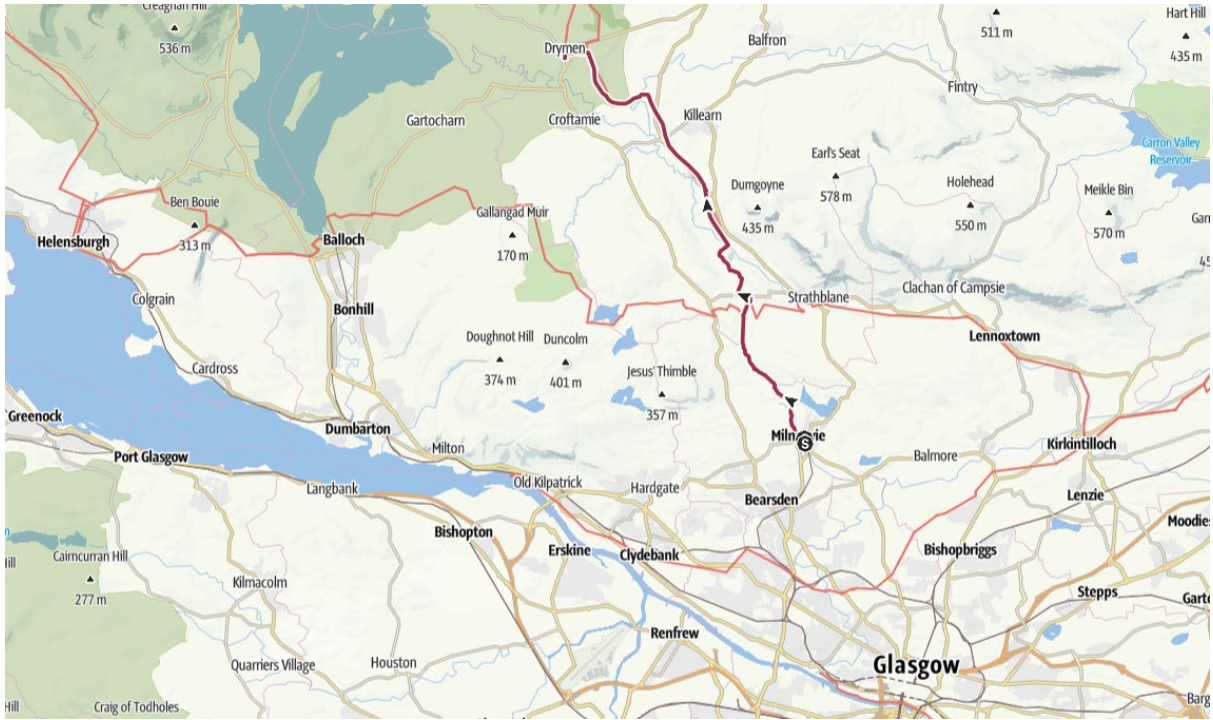 Creaghan Hill
536 m
Drymen
Balfron
511 m
Hart Hill
435 m
Fintry
Gartocharn
Croftamie
Killearn
Carron Valley
Reservoir
Earl's Seat
578 m
Dumgoyne
435 m
Holehead
550 m
Meikle Bin
570 m
Ben Bouie
313 m
Gallangad Muir
170 m
Helensburgh
Balloch
Colgrain
Strathblane
Clachan of Campsie
Bonhill
Lennoxtown
Doughnot Hill
374 m
Duncolm
401 m
Jesus' Thimble
357 m
Cardross
Greenock
Dumbarton
Milton
S
Balmore
Kirkintilloch
Port Glasgow
Langbank
Old Kilpatrick
Hardgate
Bearsden
Lenzie
Bishopton
Erskine
Clydebank
Bishopbriggs
Cairncurran Hill
277 m
Kilmacolm
Stepps
Renfrew
Quarriers Village
Houston
Glasgow
Craig of Todholes